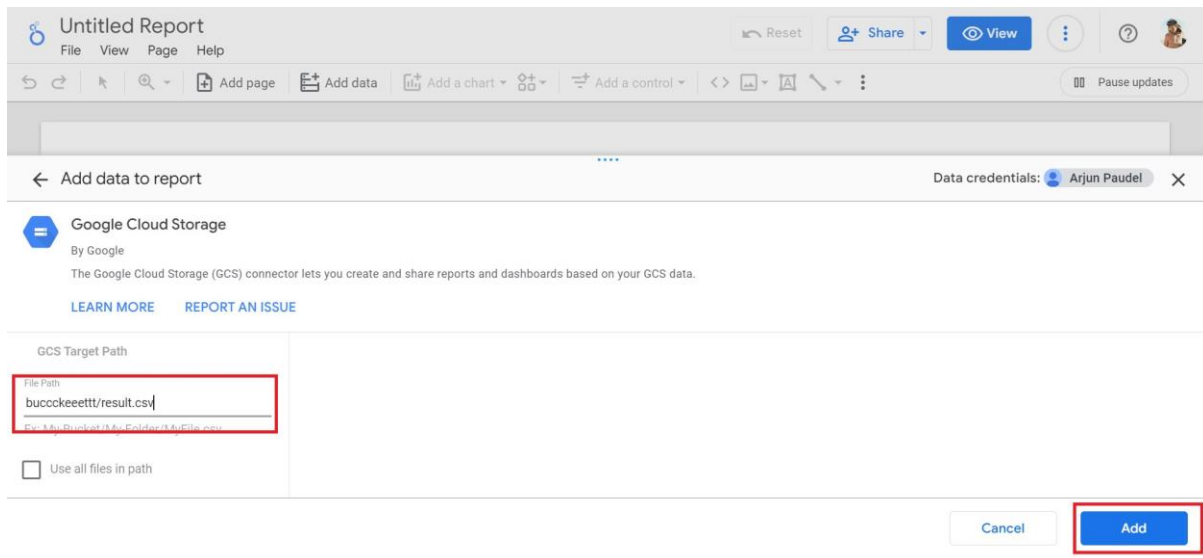 Untitled Report
File View Page Help
Reset
Share
View
Add page
Add data
Add a chart
Add a control
Pause updates
Add data to report
Data credentials: Arjun Paudel
Google Cloud Storage
By Google
The Google Cloud Storage (GCS) connector lets you create and share reports and dashboards based on your GCS data.
LEARN MORE REPORT AN ISSUE
GCS Target Path
File Path
buccckeeettt/result.csv
Ex: My-Bucket/My-Folder/MyFile.csv
Use all files in path
Cancel
Add